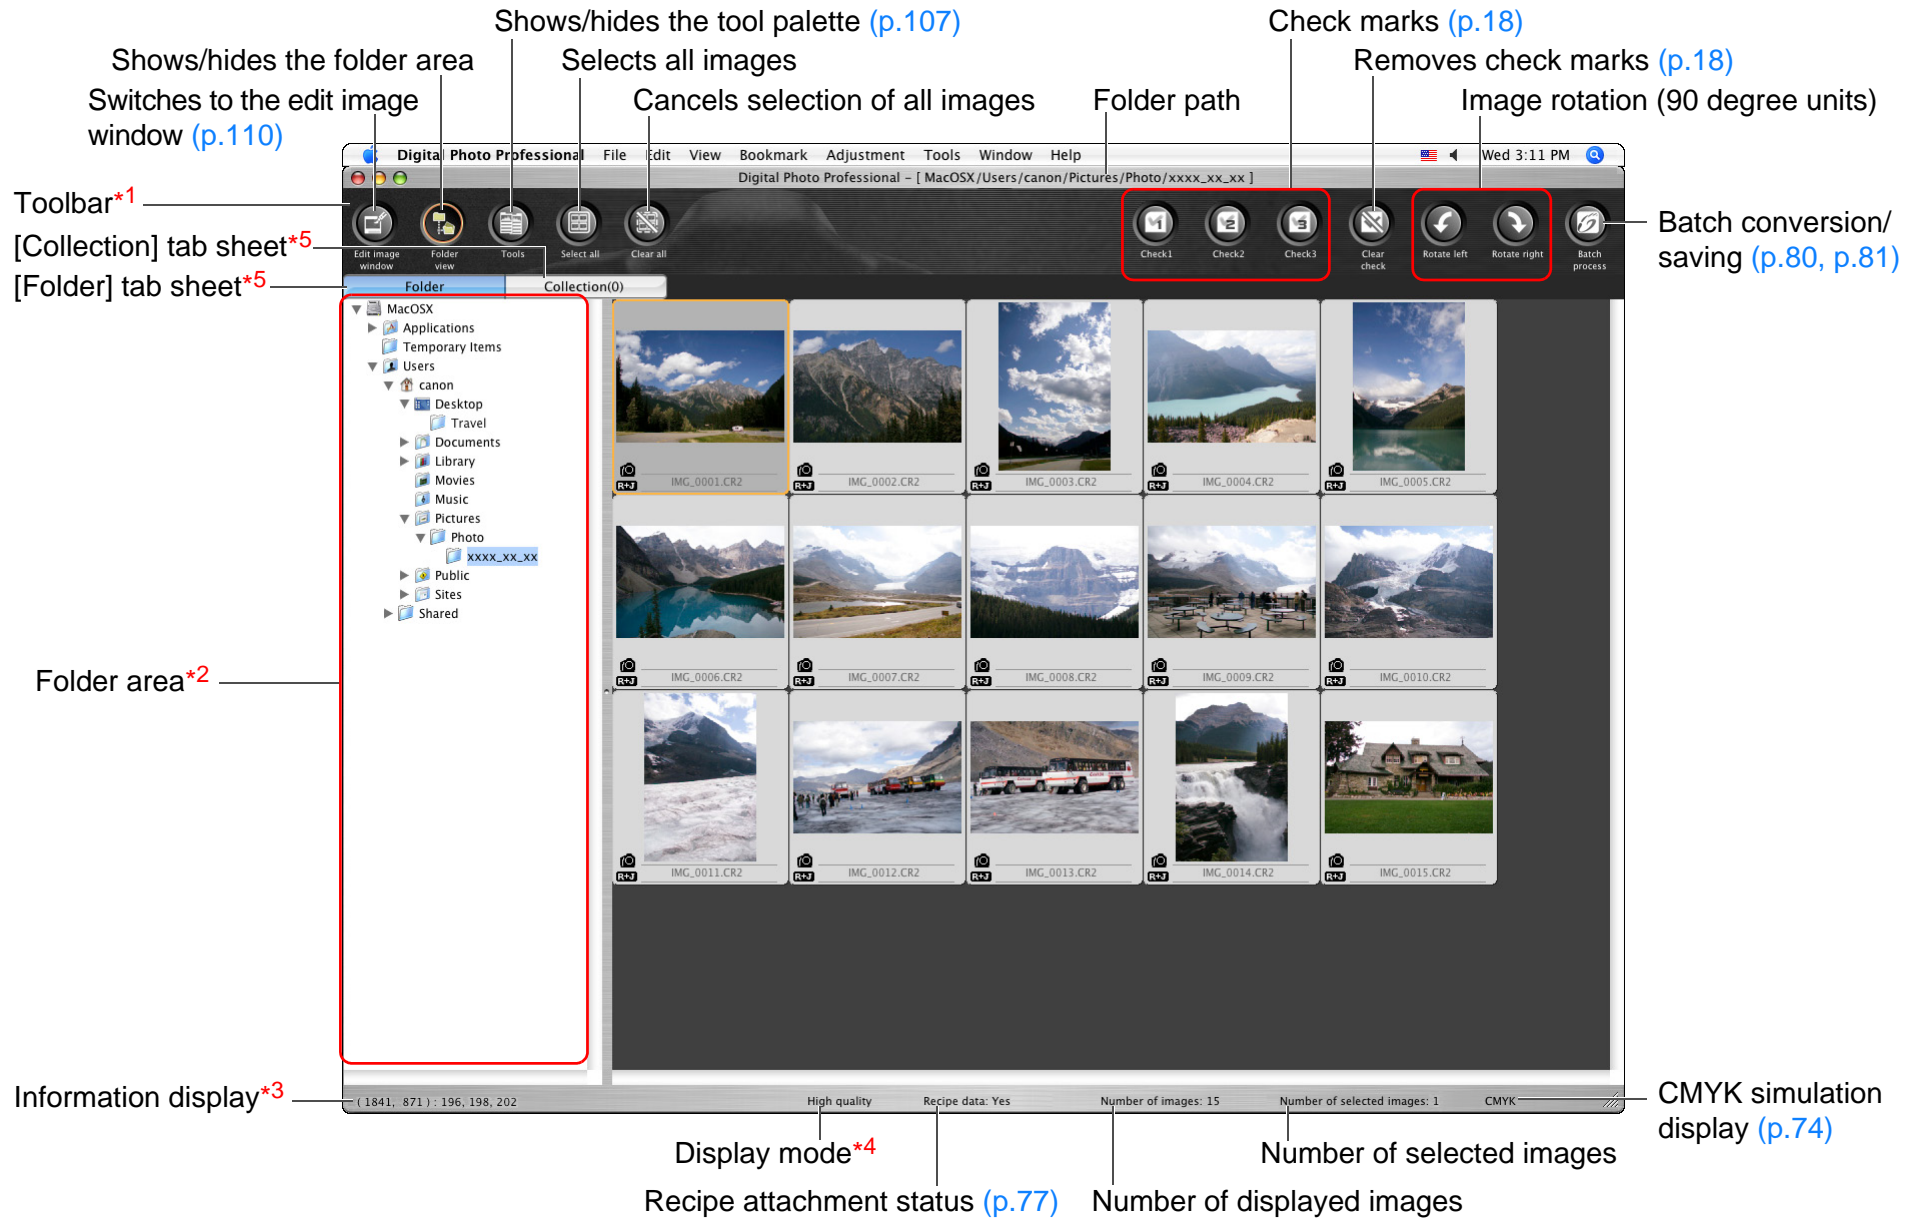 Shows/hides the tool palette (p.107)
Check marks (p.18)
Shows/hides the folder area
Selects all images
Removes check marks (p.18)
Switches to the edit image
window (p.110)
Cancels selection of all images
Folder path
Image rotation (90 degree units)
Digital Photo Professional File Edit View Bookmark Adjustment Tools Window Help
Wed 3:11 PM
Digital Photo Professional – [ MacOSX/Users/canon/Pictures/Photo/xxxx_xx_xx ]
Toolbar*1
[Collection] tab sheet*5
[Folder] tab sheet*5
Edit image
window
Folder
view
Tools
Select all
Clear all
Check1
Check2
Check3
Clear
check
Rotate left
Rotate right
Batch
process
Batch conversion/
saving (p.80, p.81)
Folder
Collection(0)
MacOSX
Applications
Temporary Items
Users
canon
Desktop
Travel
Documents
Library
Movies
Music
Pictures
Photo
xxxx_xx_xx
Public
Sites
Shared
R+J IMG_0001.CR2
R+J IMG_0002.CR2
R+J IMG_0003.CR2
R+J IMG_0004.CR2
R+J IMG_0005.CR2
R+J IMG_0006.CR2
R+J IMG_0007.CR2
R+J IMG_0008.CR2
R+J IMG_0009.CR2
R+J IMG_0010.CR2
R+J IMG_0011.CR2
R+J IMG_0012.CR2
R+J IMG_0013.CR2
R+J IMG_0014.CR2
R+J IMG_0015.CR2
Folder area*2
Information display*3
( 1841, 871 ) : 196, 198, 202
High quality
Recipe data: Yes
Number of images: 15
Number of selected images: 1
CMYK
CMYK simulation
display (p.74)
Display mode*4
Number of selected images
Recipe attachment status (p.77)
Number of displayed images